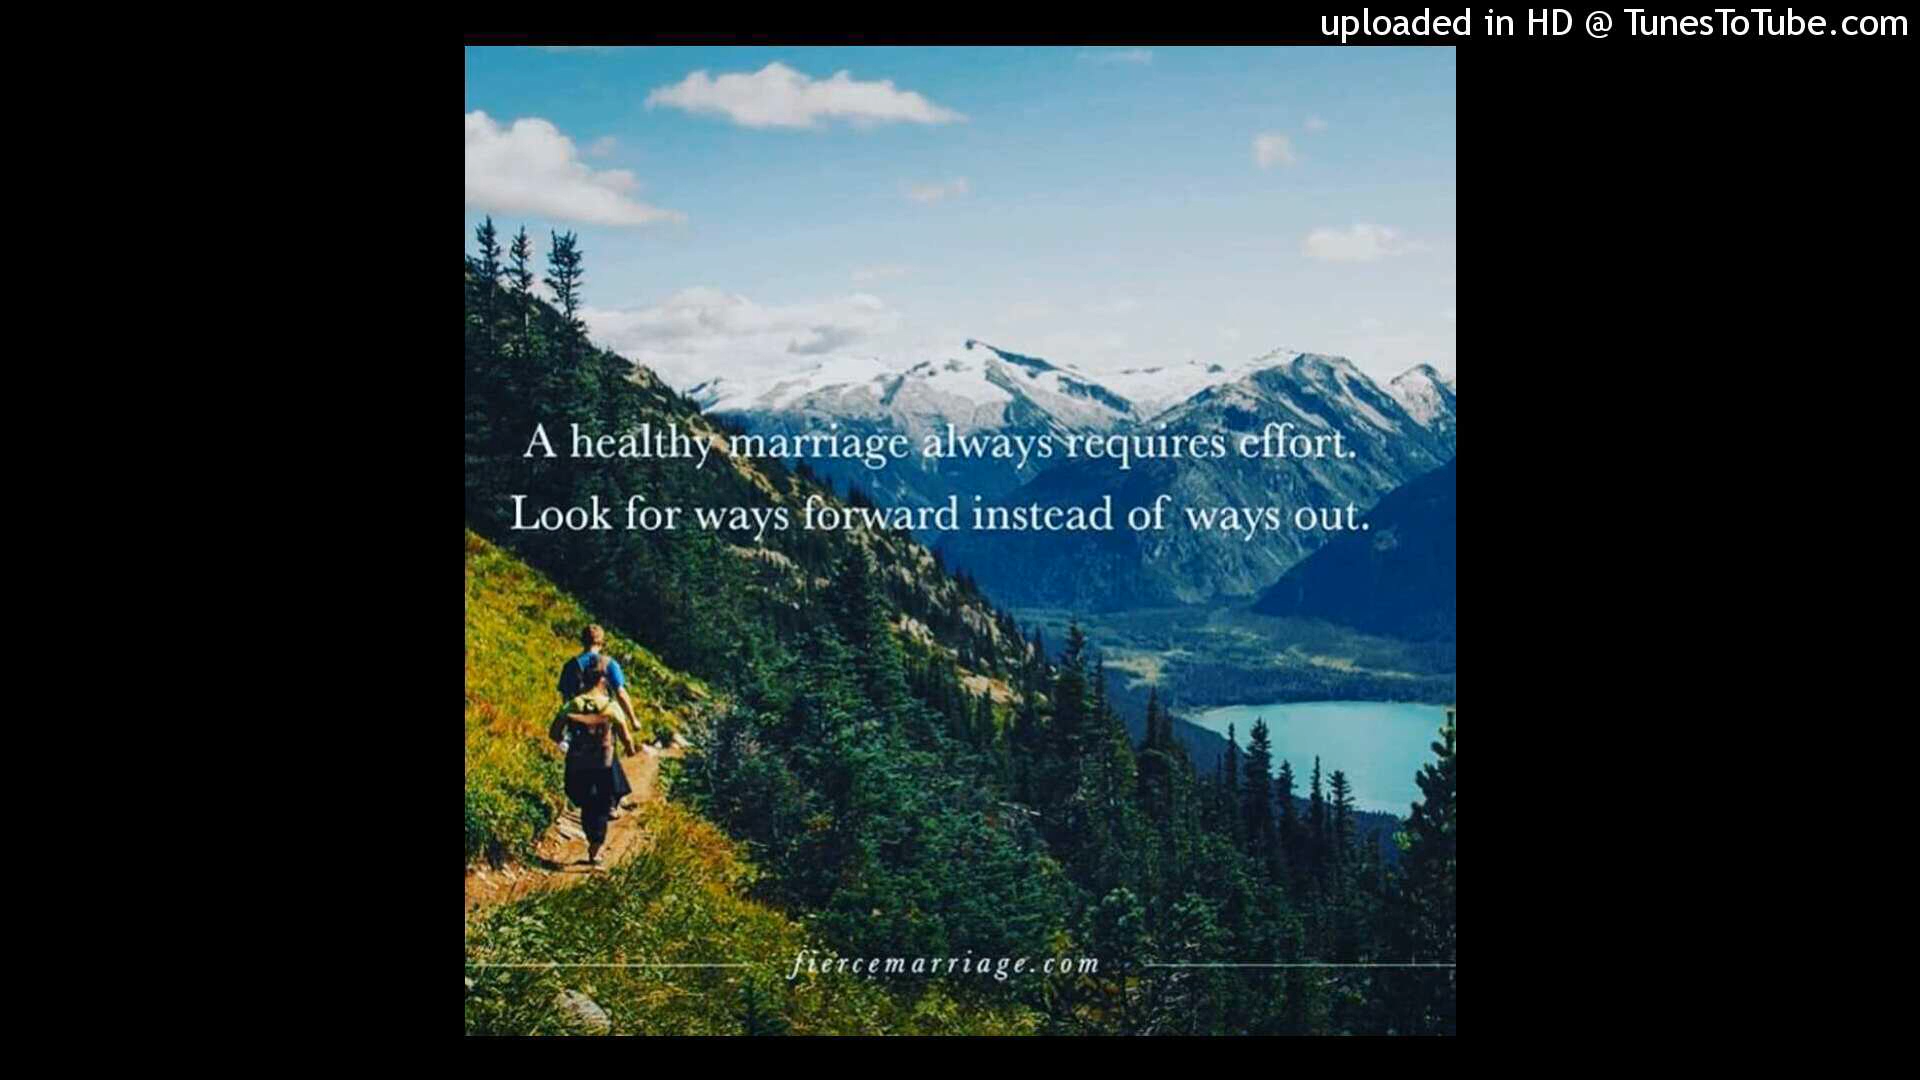 uploaded in HD @ TunesToTube.com
A healthy marriage always requires effort.
Look for ways forward instead of ways out.
fiercemarriage.com